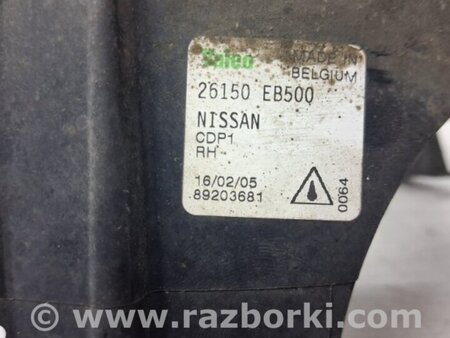 Valeo
MADE IN
BELGIUM
26150 EB500
NISSAN
CDP1
RH
16/02/05
89203681
0064
© www.razborki.com